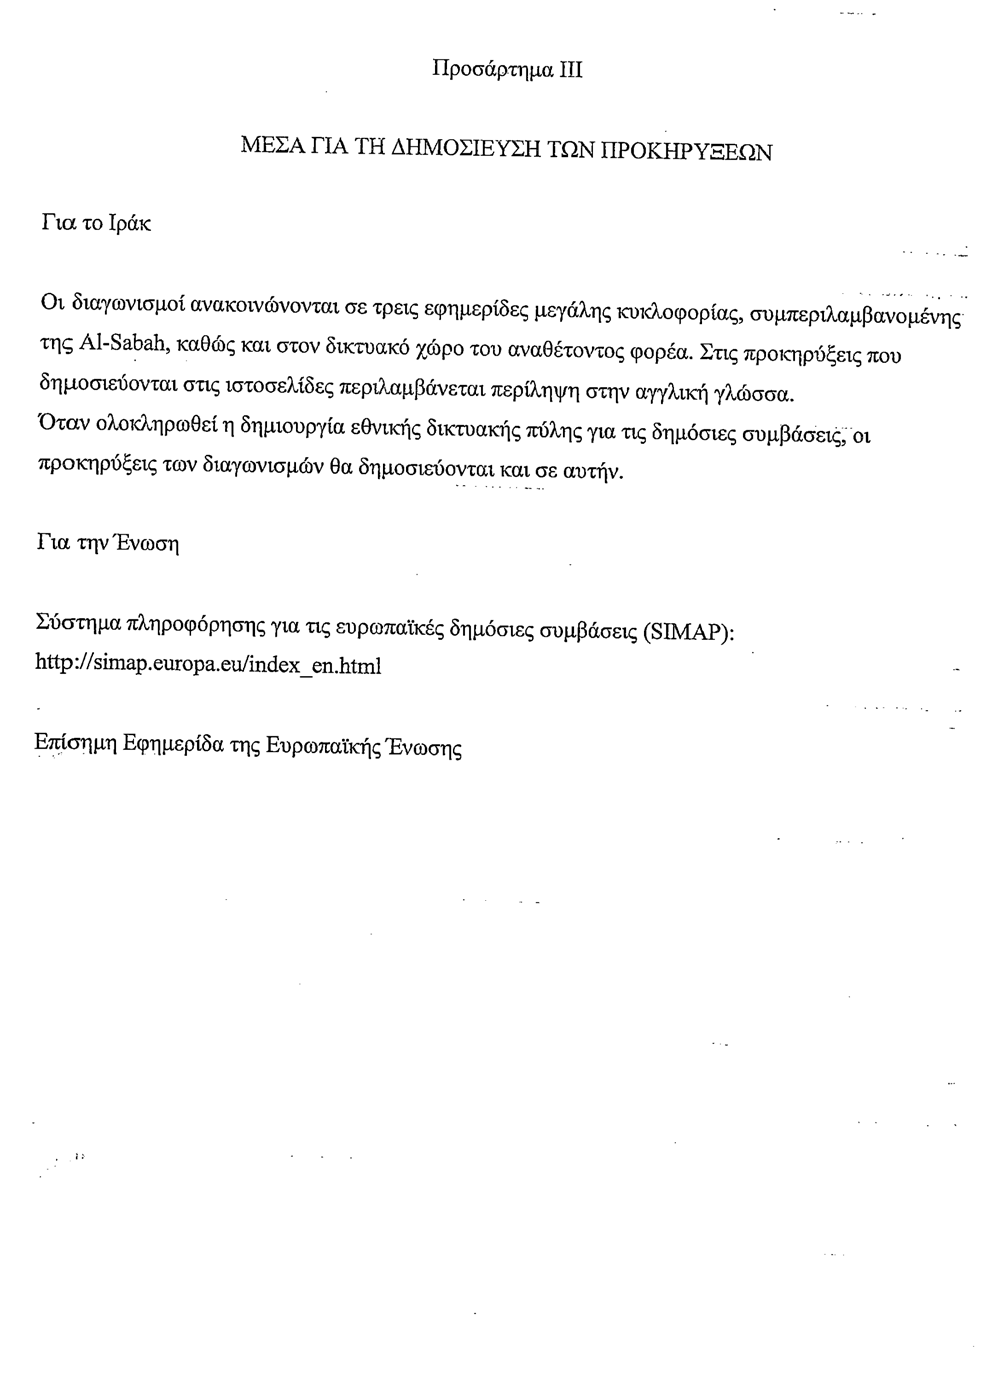 Προσάρτημα III
ΜΕΣΑ ΓΙΑ ΤΗ ΔΗΜΟΣΙΕΥΣΗ ΤΩΝ ΠΡΟΚΗΡΥΞΕΩΝ
Για το Ιράκ
Οι διαγωνισμοί ανακοινώνονται σε τρεις εφημερίδες μεγάλης κυκλοφορίας, συμπεριλαμβανομένης
της Al-Sabah, καθώς και στον δικτυακό χώρο του αναθέτοντος φορέα. Στις προκηρύξεις που
δημοσιεύονται στις ιστοσελίδες περιλαμβάνεται περίληψη στην αγγλική γλώσσα.
Όταν ολοκληρωθεί η δημιουργία εθνικής δικτυακής πύλης για τις δημόσιες συμβάσεις, οι
προκηρύξεις των διαγωνισμών θα δημοσιεύονται και σε αυτήν.
Για την Ένωση
Σύστημα πληροφόρησης για τις ευρωπαϊκές δημόσιες συμβάσεις (SIMAP):
http://simap.europa.eu/index_en.html
Επίσημη Εφημερίδα της Ευρωπαϊκής Ένωσης